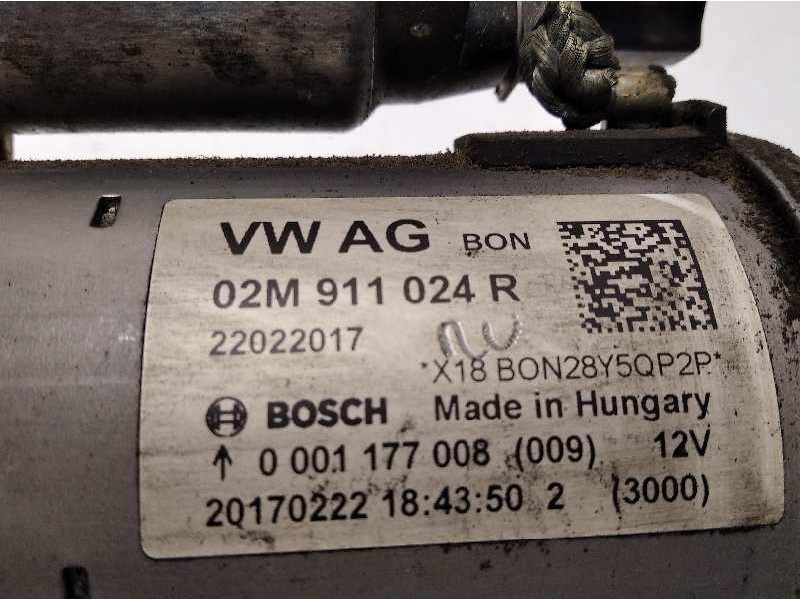 VW AG BON
02M 911 024 R
22022017
*X18 BON28Y5QP2P*
BOSCH Made in Hungary
↑ 0 001 177 008 (009) 12V
20170222 18:43:50 2 (3000)